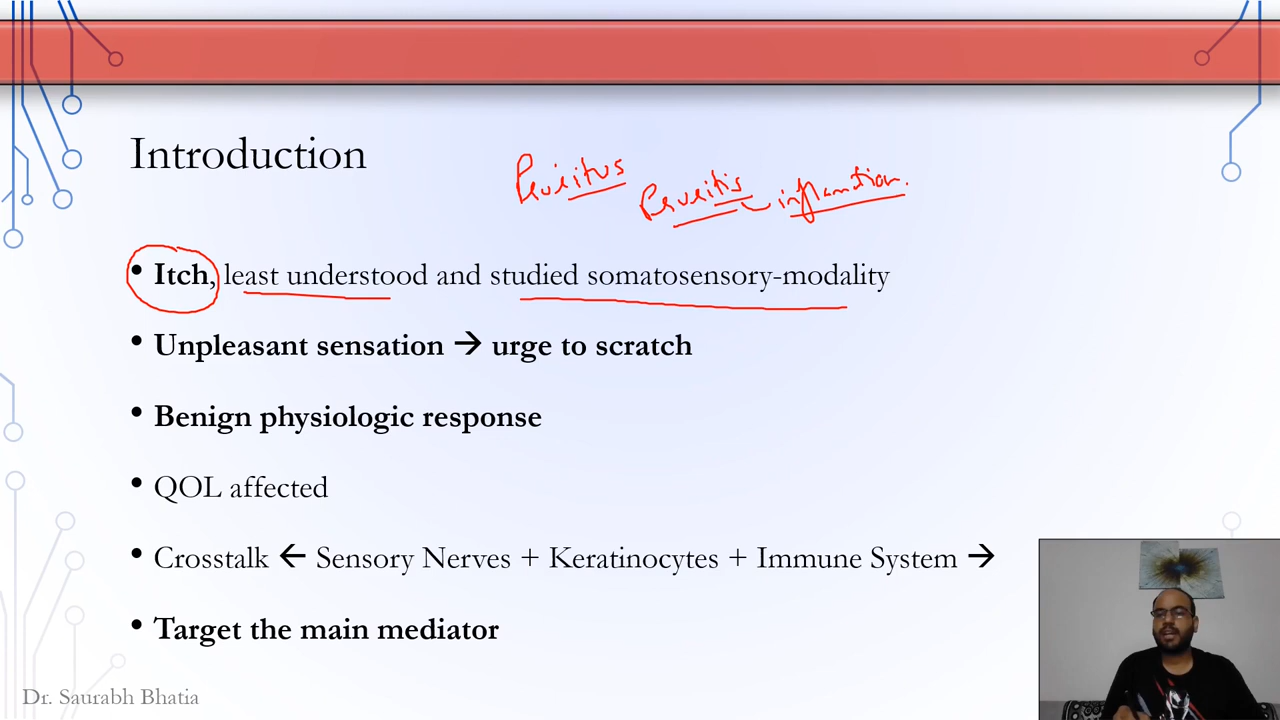 Introduction
Pruritus
Pruritis inflamtion.
• Itch, least understood and studied somatosensory-modality
• Unpleasant sensation → urge to scratch
• Benign physiologic response
• QOL affected
• Crosstalk ← Sensory Nerves + Keratinocytes + Immune System →
• Target the main mediator
Dr. Saurabh Bhatia